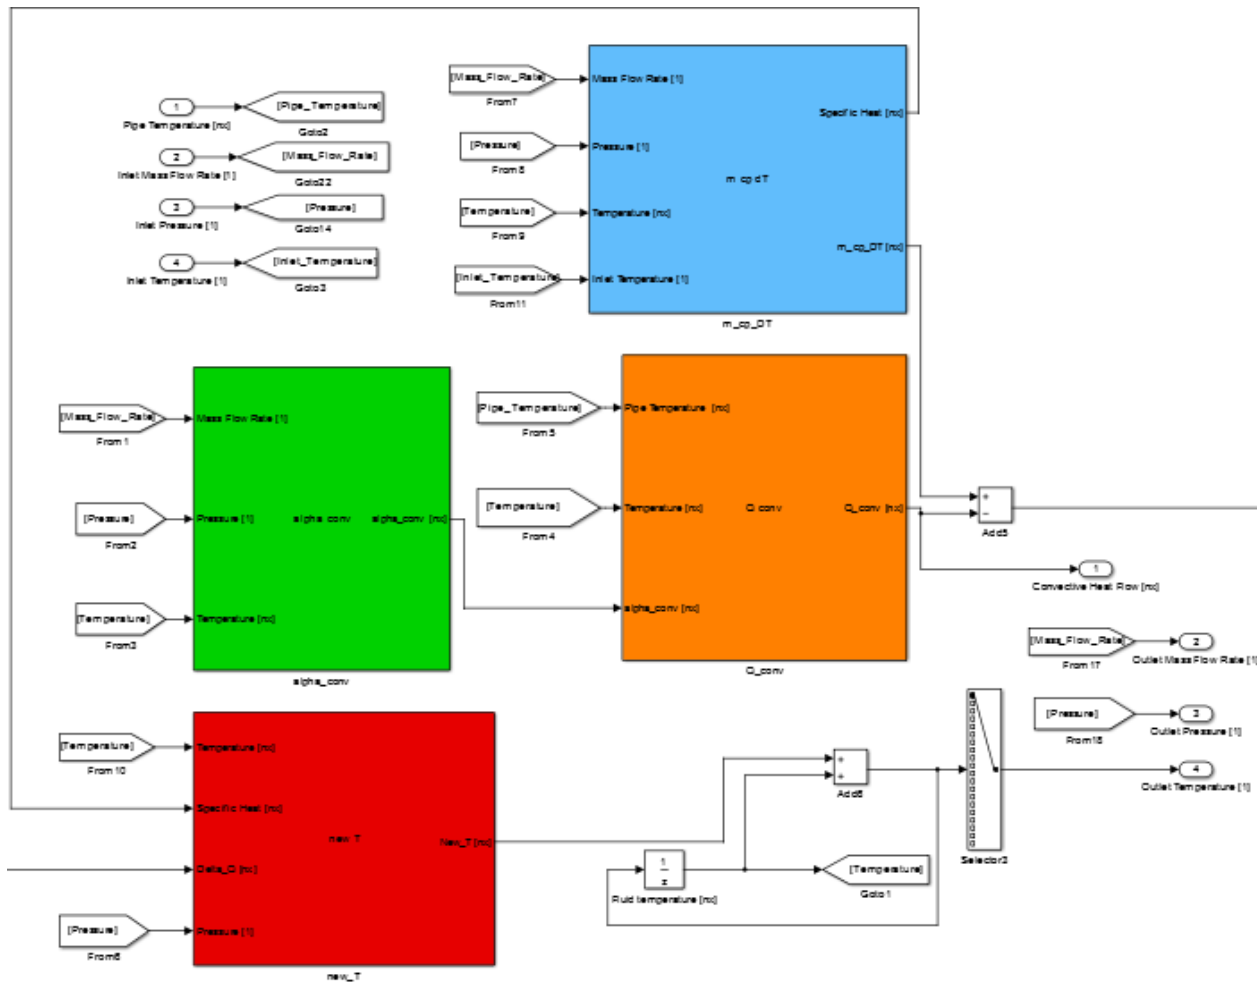 1
[Pipe_Temperature]
Pipe Temperature [nx]
Goto2
2
[Mass_Flow_Rate]
Inlet Mass Flow Rate [1]
Goto22
3
[Pressure]
Inlet Pressure [1]
Goto14
4
[Inlet_Temperature]
Inlet Temperature [1]
Goto3
[Mass_Flow_Rate]
From7
[Pressure]
From8
[Temperature]
From9
[Inlet_Temperature]
From11
Mass Flow Rate [1]
Specific Heat [nx]
Pressure [1]
m cp dT
Temperature [nx]
m_cp_DT [nx]
Inlet Temperature [1]
m_cp_DT
[Mass_Flow_Rate]
From1
[Pressure]
From2
[Temperature]
From3
Mass Flow Rate [1]
Pressure [1]
alpha conv
alpha_conv [nx]
Temperature [nx]
alpha_conv
[Pipe_Temperature]
From5
[Temperature]
From4
Pipe Temperature [nx]
Temperature [nx]
Q conv
Q_conv [nx]
alpha_conv [nx]
Q_conv
+
−
Add5
1
Convective Heat Flow [nx]
[Mass_Flow_Rate]
From17
2
Outlet Mass Flow Rate [1]
[Pressure]
From18
3
Outlet Pressure [1]
4
Outlet Temperature [1]
[Temperature]
From10
[Pressure]
From6
Temperature [nx]
Specific Heat [nx]
new T
New_T [nx]
Delta_Q [nx]
Pressure [1]
new_T
+
+
Add6
1
z
Fluid temperature [nx]
[Temperature]
Goto1
Selector3